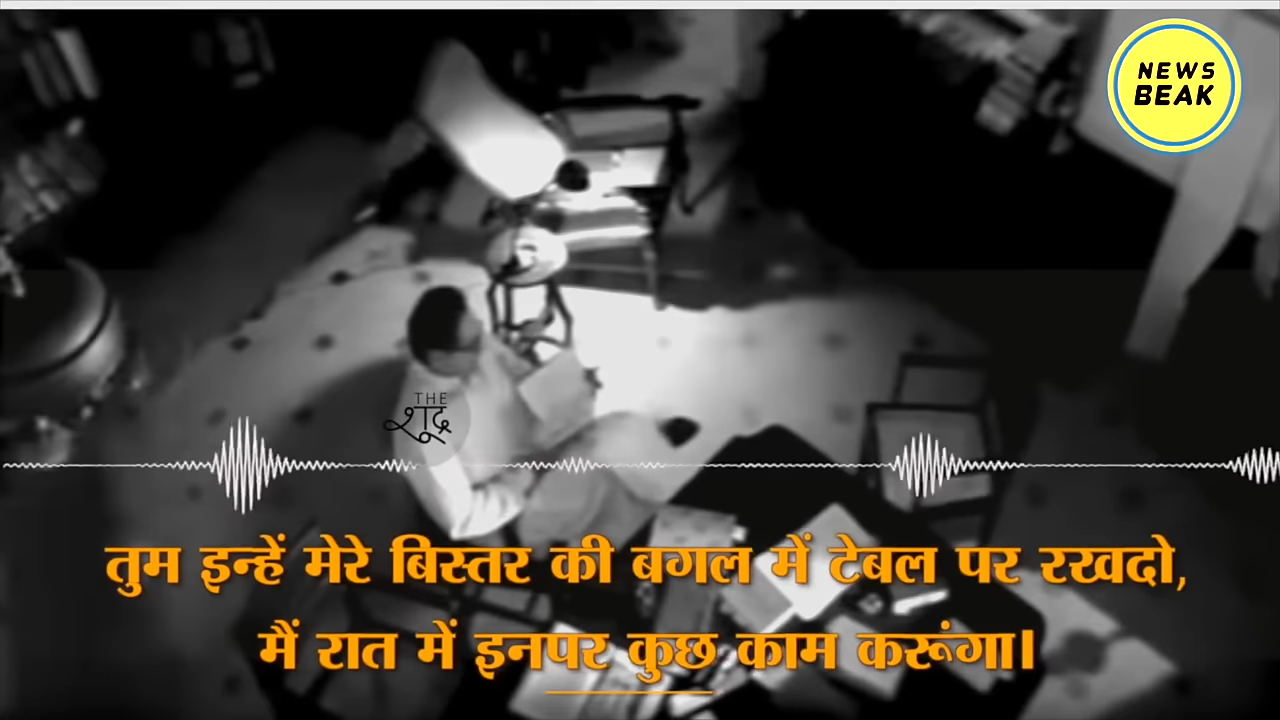 NEWS
BEAK
THE
शूद्र
तुम इन्हें मेरे बिस्तर की बगल में टेबल पर रखदो,
मैं रात में इनपर कुछ काम करूंगा।